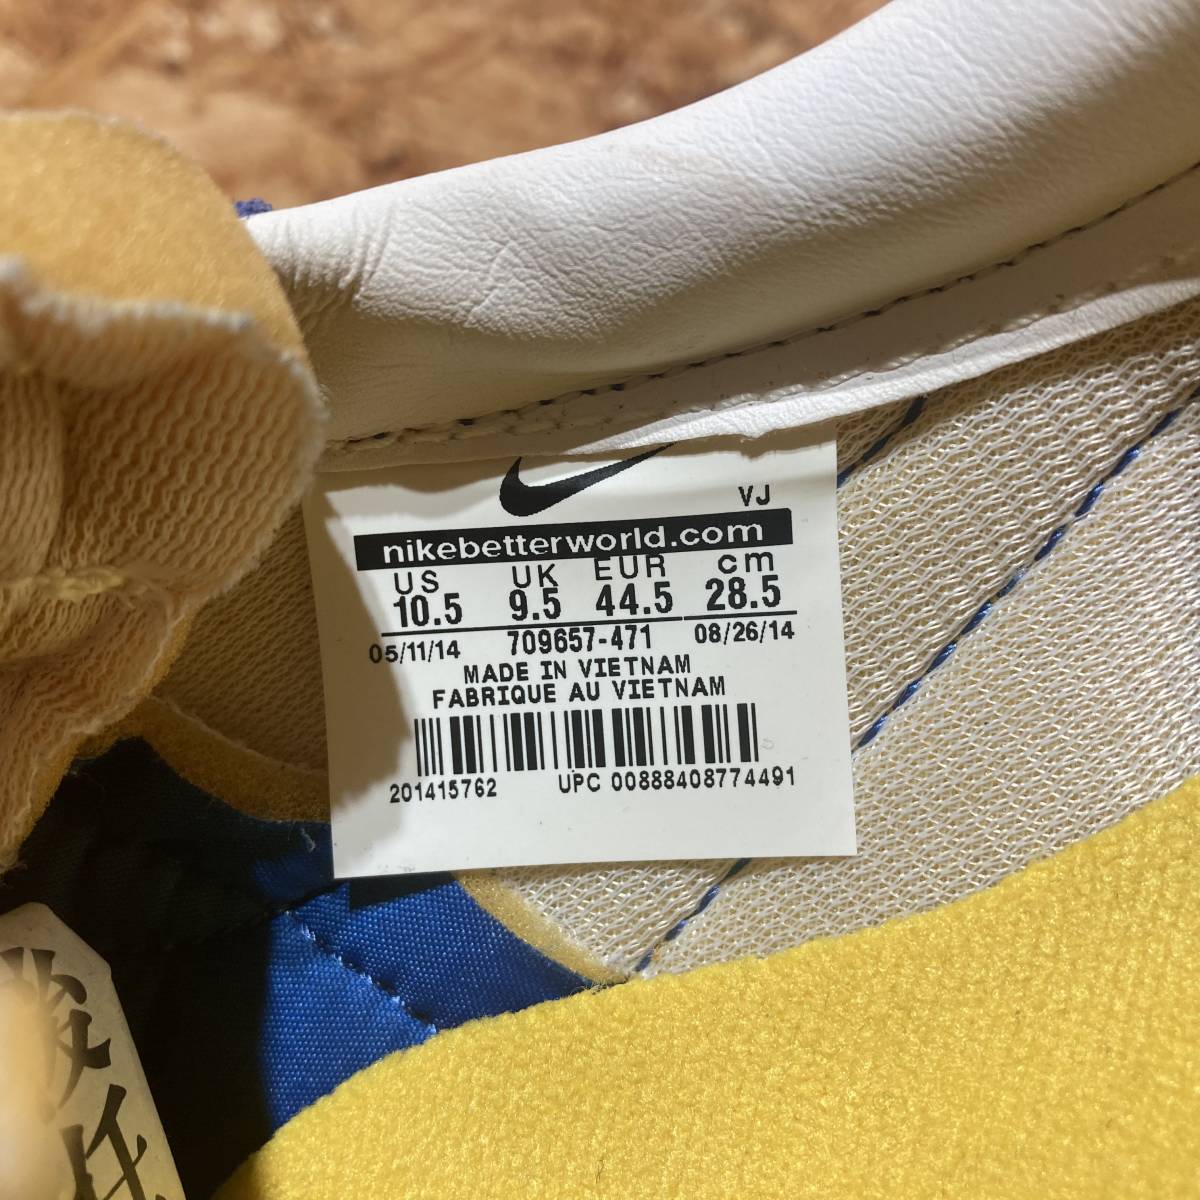 VJ
nikebetterworld.com
US UK EUR cm
10.5 9.5 44.5 28.5
05/11/14 709657-471 08/26/14
MADE IN VIETNAM
FABRIQUE AU VIETNAM
201415762 UPC 00888408774491